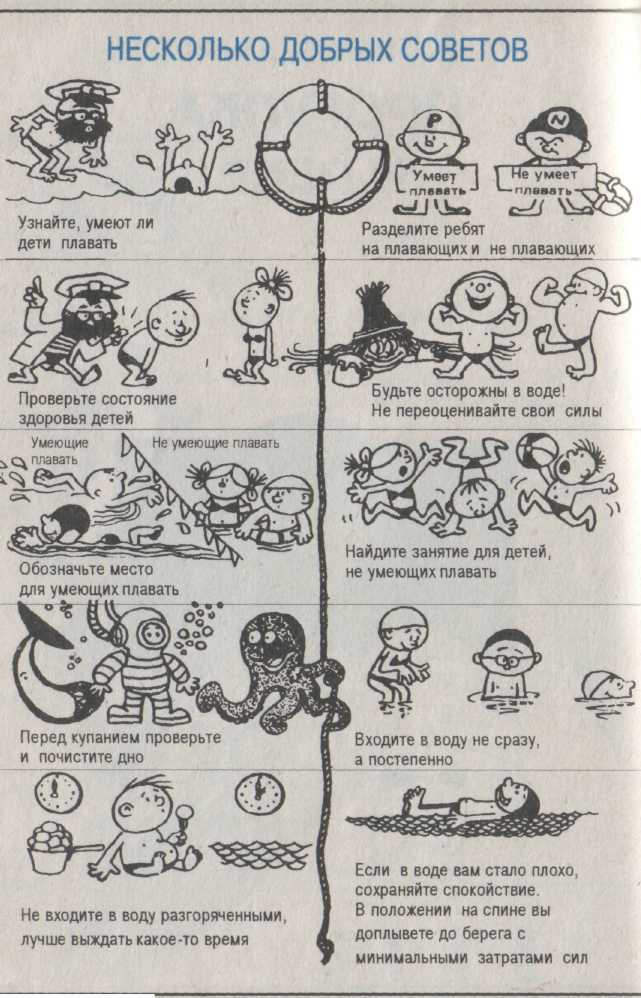 НЕСКОЛЬКО ДОБРЫХ СОВЕТОВ
P
N
Умеет
плавать
Не умеет
плавать
Узнайте, умеют ли
дети плавать
Разделите ребят
на плавающих и не плавающих
Проверьте состояние
здоровья детей
Будьте осторожны в воде!
Не переоценивайте свои силы
Умеющие
плавать
Не умеющие плавать
Обозначьте место
для умеющих плавать
Найдите занятие для детей,
не умеющих плавать
Перед купанием проверьте
и почистите дно
Входите в воду не сразу,
а постепенно
Не входите в воду разгоряченными,
лучше выждать какое-то время
Если в воде вам стало плохо,
сохраняйте спокойствие.
В положении на спине вы
доплывете до берега с
минимальными затратами сил